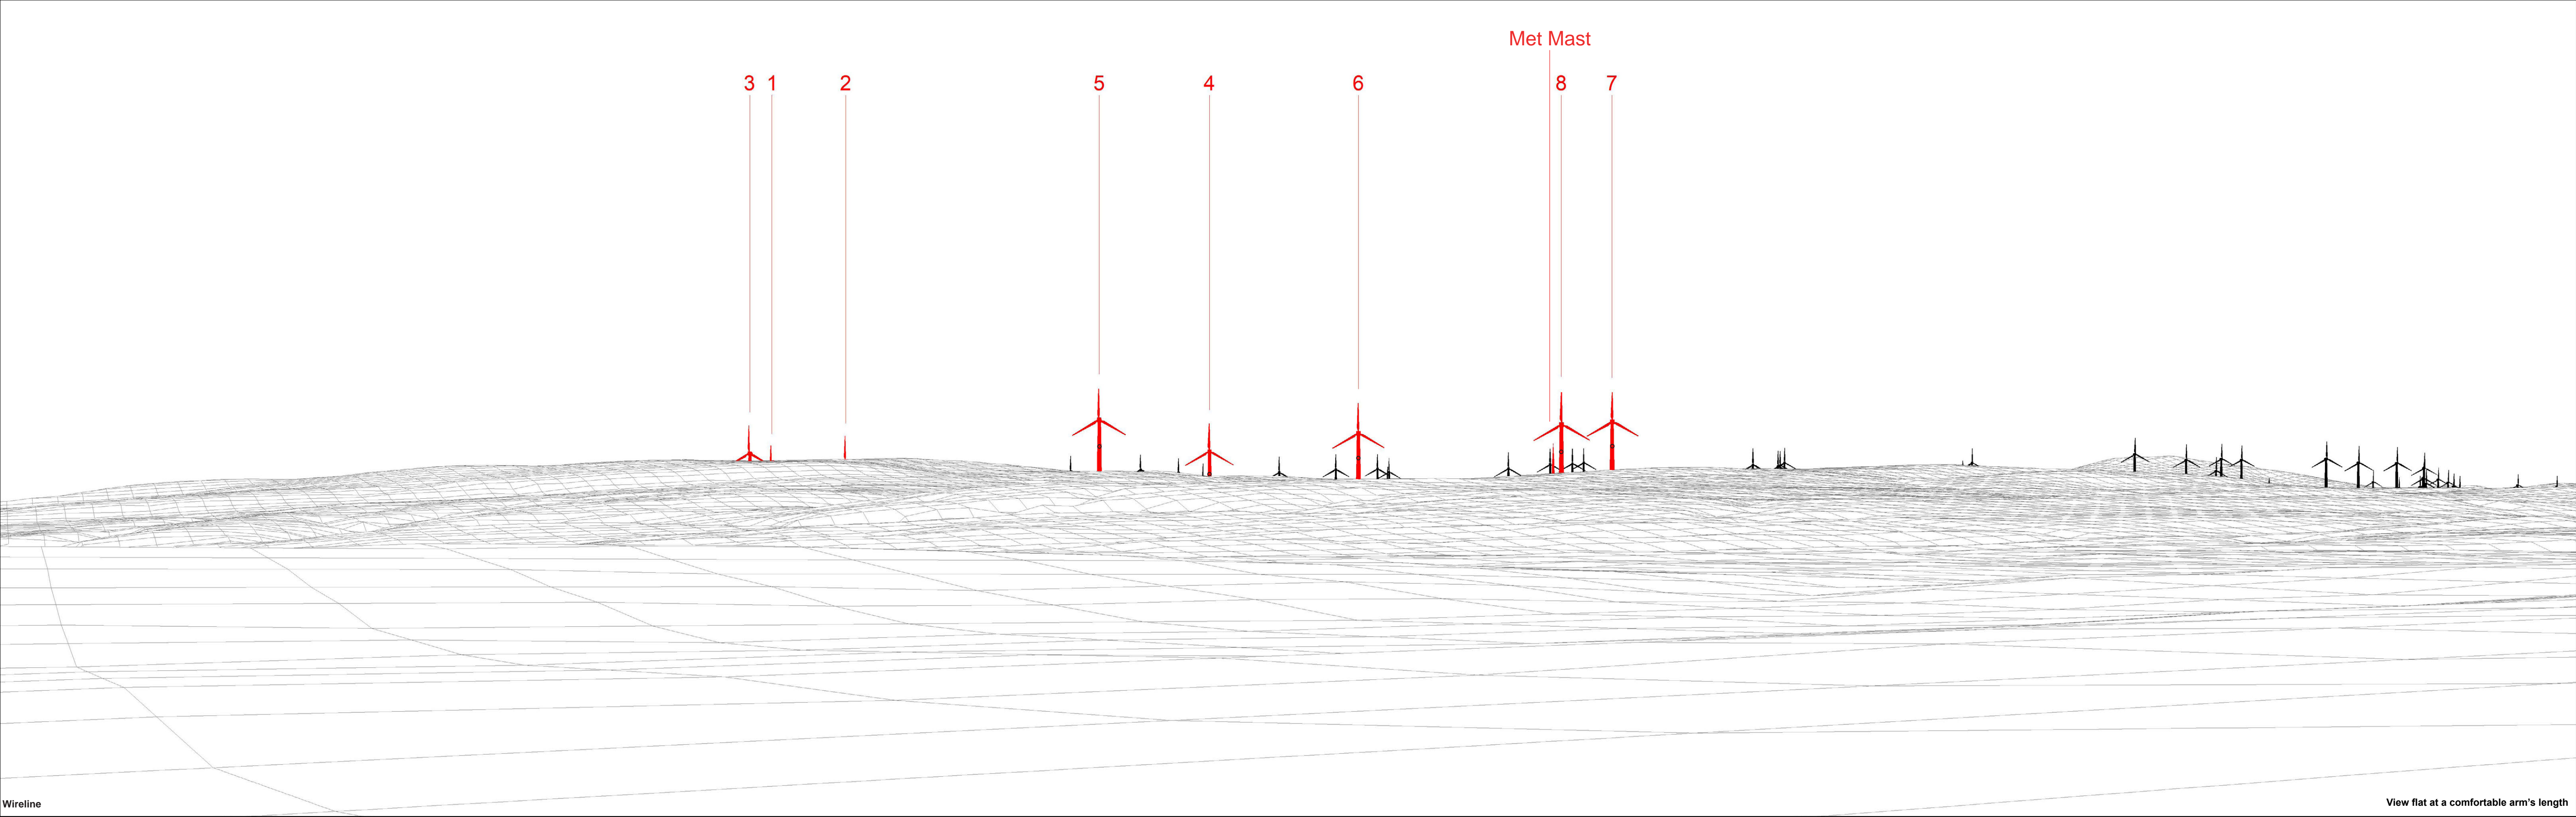 Met Mast
3 1 2 5 4 6 8 7
Wireline
View flat at a comfortable arm's length